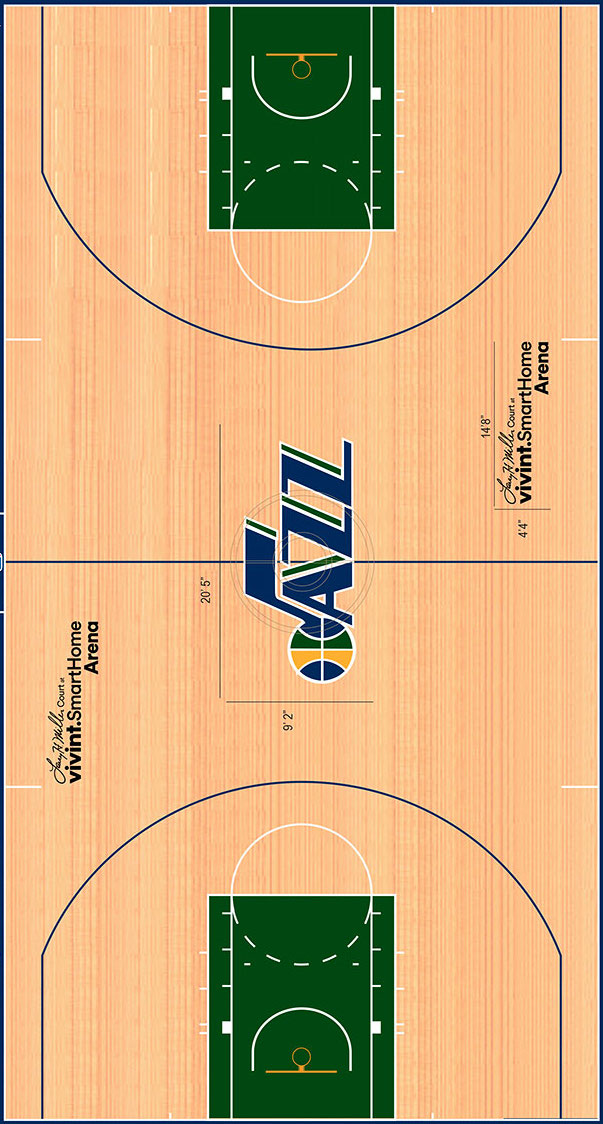 Larry H. Miller Court at
vivint.SmartHome
Arena
14'8"
4'4"
JAZZ
20' 5"
9' 2"
Larry H. Miller Court at
vivint.SmartHome
Arena